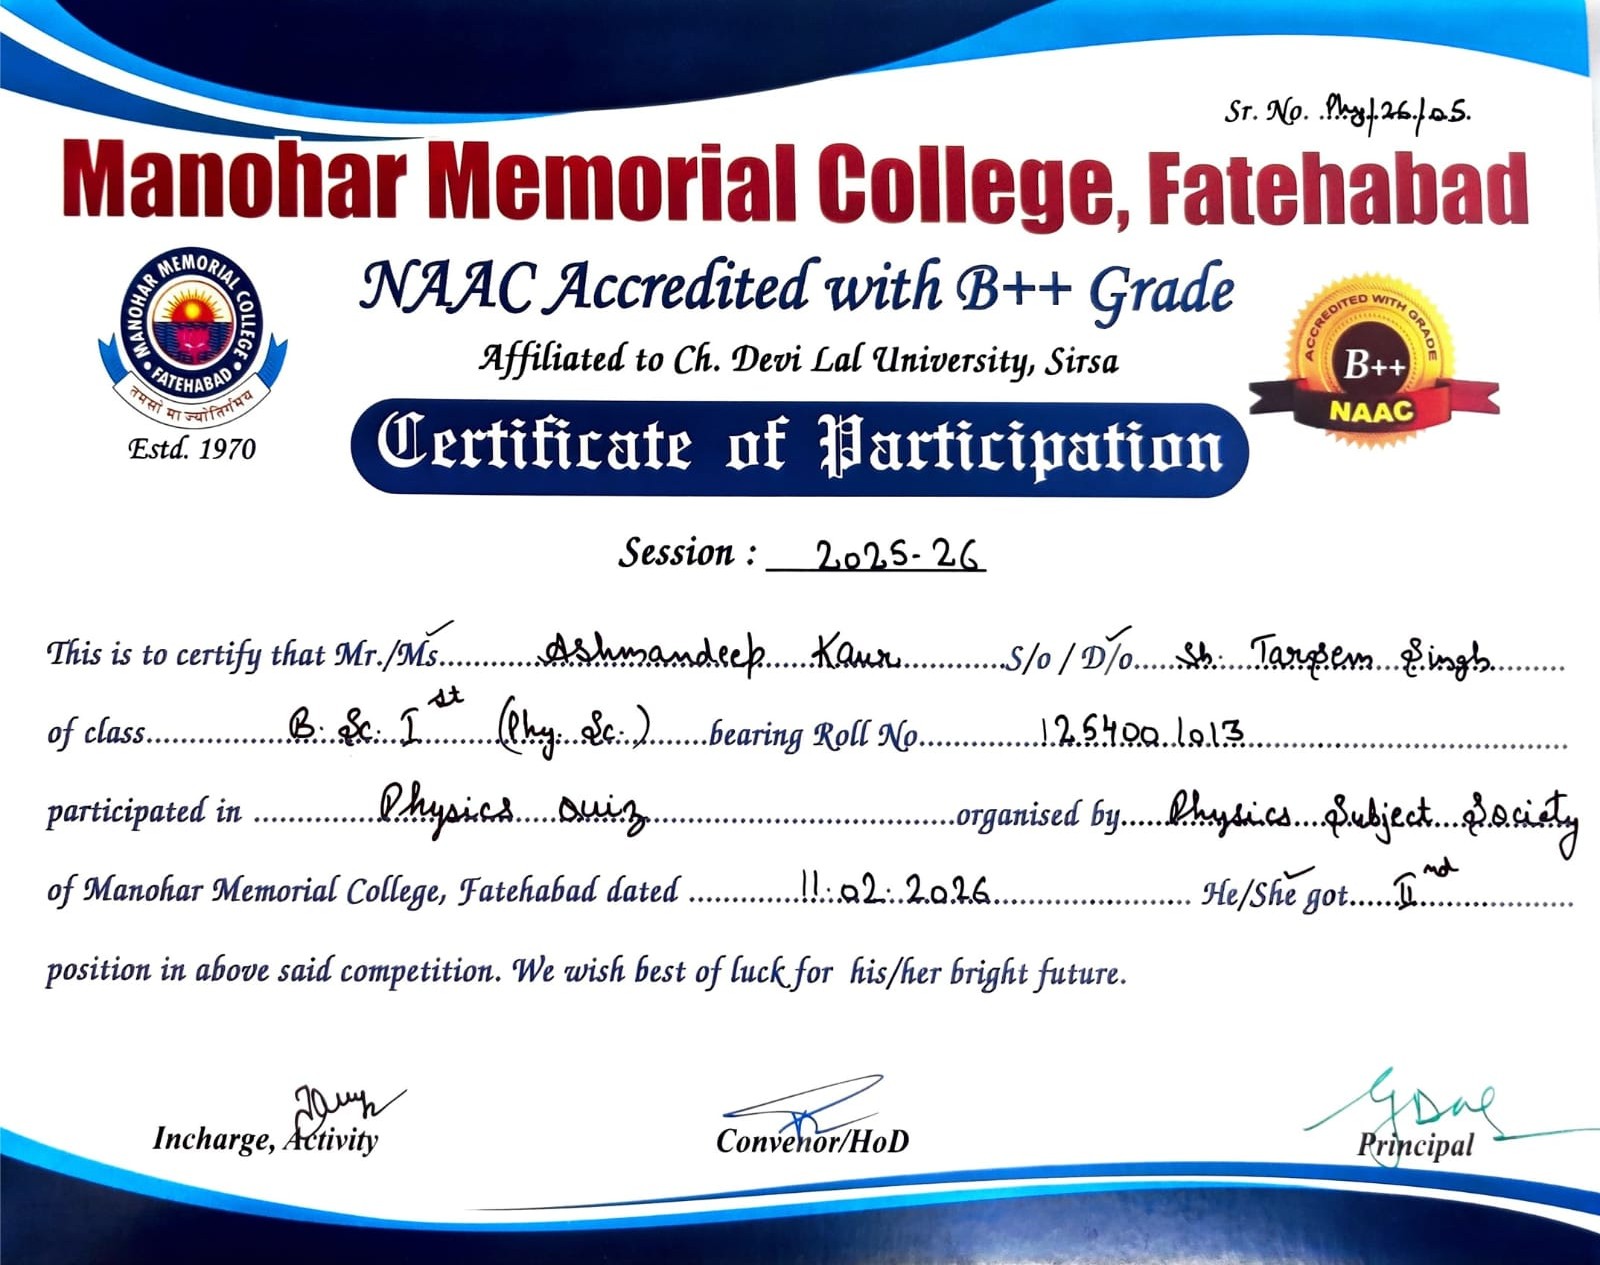 Sr. No. Phy/26/05.
Manohar Memorial College, Fatehabad
MANOHAR MEMORIAL COLLEGE
FATEHABAD
तमसो मा ज्योतिर्गमय
Estd. 1970
NAAC Accredited with B++ Grade
Affiliated to Ch. Devi Lal University, Sirsa
ACCREDITED WITH GRADE
B++
NAAC
Certificate of Participation
Session : 2025-26
This is to certify that Mr./Ms. Ashmandeep Kaur S/o / D/o Sh. Tarsem Singh
of class B. Sc. Ist (Phy. Sc.) bearing Roll No. 1254001013
participated in Physics Quiz organised by Physics Subject Society
of Manohar Memorial College, Fatehabad dated 11.02.2026 He/She got IInd
position in above said competition. We wish best of luck for his/her bright future.
Incharge, Activity
Convenor/HoD
Principal